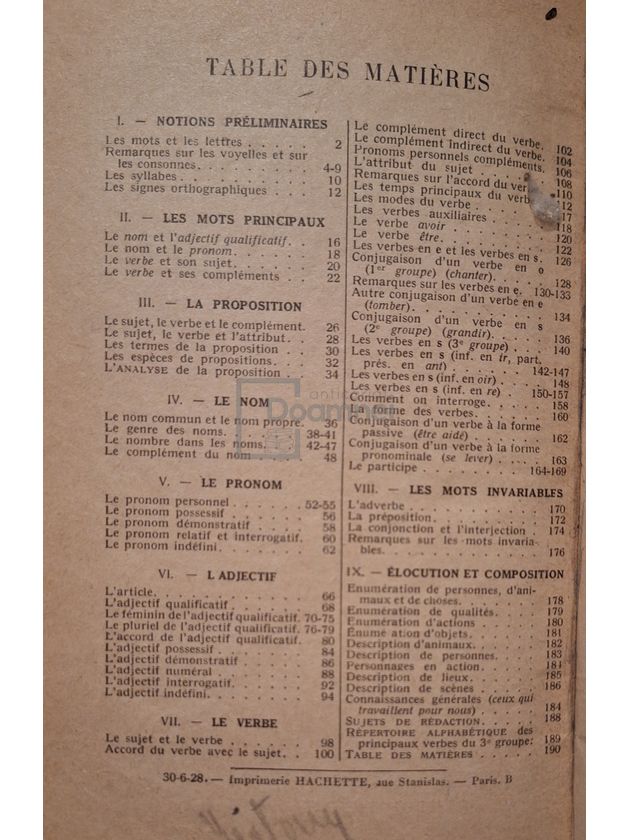 TABLE DES MATIÈRES
I. — NOTIONS PRÉLIMINAIRES
Les mots et les lettres . . . . . 2
Remarques sur les voyelles et sur
les consonnes. . . . . . . . 4-9
Les syllabes . . . . . . . . . 10
Les signes orthographiques . . . 12
II. — LES MOTS PRINCIPAUX
Le nom et l'adjectif qualificatif. . 16
Le nom et le pronom. . . . . . 18
Le verbe et son sujet. . . . . . 20
Le verbe et ses compléments . . 22
III. — LA PROPOSITION
Le sujet, le verbe et le complément. 26
Le sujet, le verbe et l'attribut. . . 28
Les termes de la proposition . . . 30
Les espèces de propositions. . . . 32
L'ANALYSE de la proposition . . . 34
IV. — LE NOM
Le nom commun et le nom propre. 36
Le genre des noms. . . . . . 38-41
Le nombre dans les noms. . . 42-47
Le complément du nom . . . . 48
V. — LE PRONOM
Le pronom personnel . . . . . 52-55
Le pronom possessif . . . . . . 56
Le pronom démonstratif . . . . 58
Le pronom relatif et interrogatif. 60
Le pronom indéfini. . . . . . . 62
VI. — L'ADJECTIF
L'article. . . . . . . . . . . 66
L'adjectif qualificatif . . . . . . 68
Le féminin de l'adjectif qualificatif. 70-75
Le pluriel de l'adjectif qualificatif. 76-79
L'accord de l'adjectif qualificatif. 80
L'adjectif possessif . . . . . . . 84
L'adjectif démonstratif . . . . . 86
L'adjectif numéral . . . . . . . 88
L'adjectif interrogatif. . . . . . 92
L'adjectif indéfini. . . . . . . . 94
VII. — LE VERBE
Le sujet et le verbe . . . . . . . 98
Accord du verbe avec le sujet. . . 100
Le complément direct du verbe. 102
Le complément indirect du verbe. 104
Pronoms personnels compléments. 106
L'attribut du sujet . . . . . . 108
Remarques sur l'accord du 110
Les temps principaux du 12
Les modes du verbe . . . . . 17
Les verbes auxiliaires . . . . 118
Le verbe avoir . . . . . . . 120
Le verbe être. . . . . . . . 122
Les verbes en e et les verbes en s. 126
Conjugaison d'un verbe en e
(1er groupe) (chanter). . . . . 128
Remarques sur les verbes en e. 130-133
Autre conjugaison d'un verbe en e
(tomber). . . . . . . . . . 134
Conjugaison d'un verbe en s
(2e groupe) (grandir). . . . . 136
Les verbes en s (3e groupe) . . . 140
Les verbes en s (inf. en ir, part.
prés. en ant) . . . . . . 142-147
Les verbes en s (inf. en oir) . . . 148
Les verbes en s (inf. en re) . 150-157
Comment on interroge. . . . . 158
La forme des verbes. . . . . . 160
Conjugaison d'un verbe à la forme
passive (être aidé) . . . . . . 162
Conjugaison d'un verbe à la forme
pronominale (se lever) . . . . 163
Le participe . . . . . . . . 164-169
VIII. — LES MOTS INVARIABLES
L'adverbe . . . . . . . . . . 170
La préposition. . . . . . . . . 172
La conjonction et l'interjection . 174
Remarques sur les mots invaria-
bles. . . . . . . . . . . . 176
IX. — ÉLOCUTION ET COMPOSITION
Enumération de personnes, d'ani-
maux et de choses. . . . . . . 178
Enumération de qualités. . . . . 179
Enumération d'actions . . . . . 180
Énumé ation d'objets. . . . . . 181
Description d'animaux. . . . . . 182
Description de personnes. . . . . 183
Personnages en action. . . . . . 184
Description de lieux. . . . . . . 185
Description de scènes . . . . . . 186
Connaissances générales (ceux qui
travaillent pour nous) . . . . . 184
SUJETS DE RÉDACTION. . . . . . 188
RÉPERTOIRE ALPHABÉTIQUE des
principaux verbes du 3e groupe: 189
TABLE DES MATIÈRES . . . . . . 190
30-6-28. — Imprimerie HACHETTE, rue Stanislas. — Paris. B